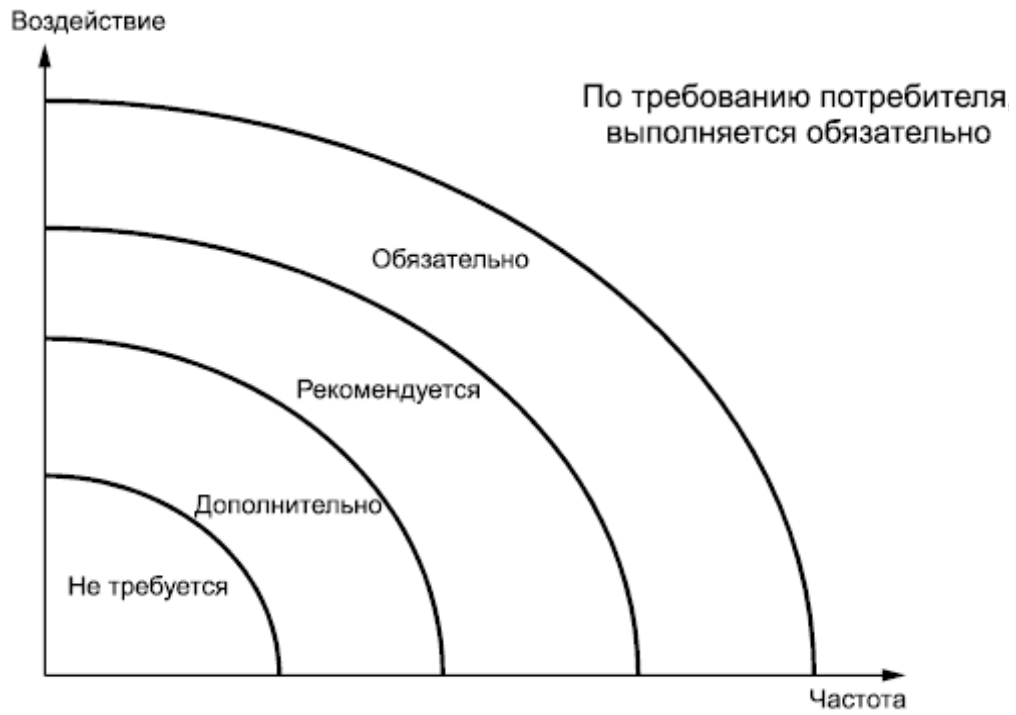 Воздействие
По требованию потребителя,
выполняется обязательно
Обязательно
Рекомендуется
Дополнительно
Не требуется
Частота